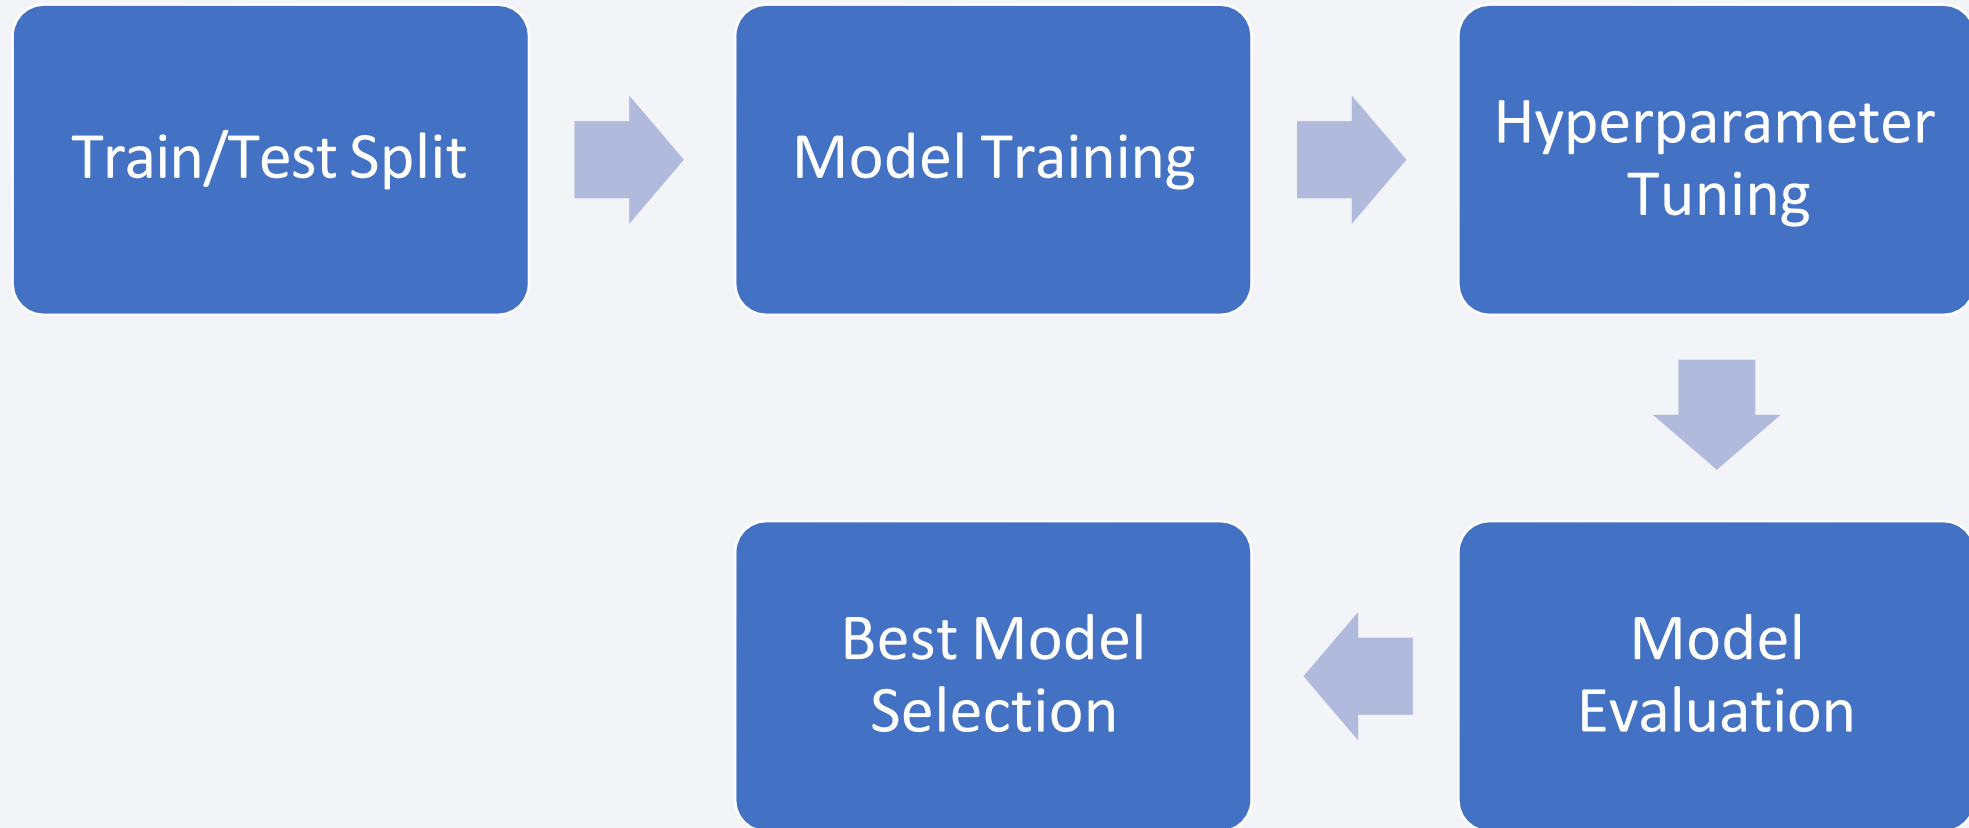 Train/Test Split
Model Training
Hyperparameter
Tuning
Model
Evaluation
Best Model
Selection